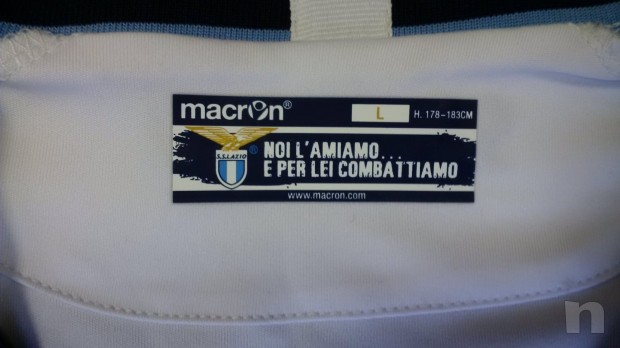 macron®
L
H. 178-183CM
S.S.LAZIO
®
NOI L'AMIAMO...
E PER LEI COMBATTIAMO
www.macron.com
n